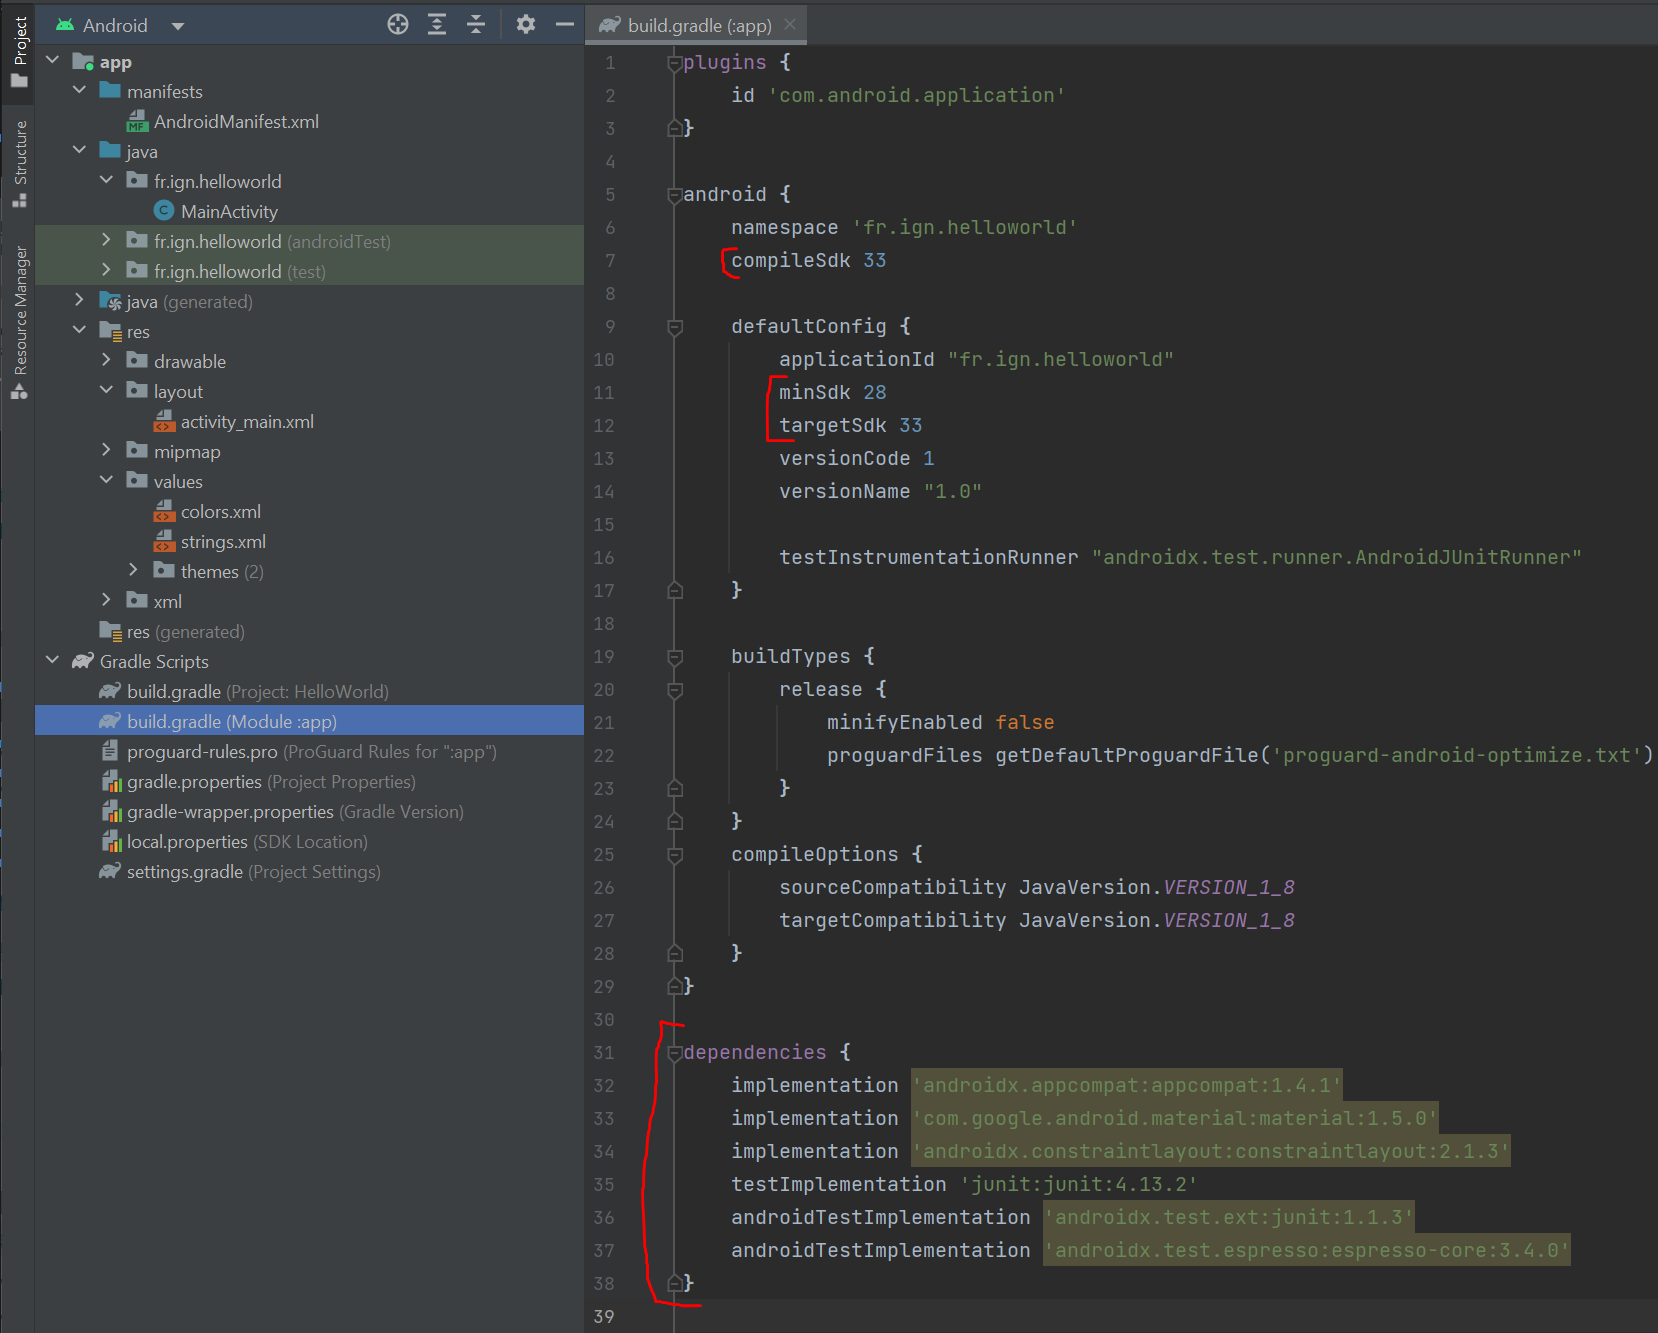 Project
Structure
Resource Manager
Android
app
manifests
AndroidManifest.xml
java
fr.ign.helloworld
MainActivity
fr.ign.helloworld (androidTest)
fr.ign.helloworld (test)
java (generated)
res
drawable
layout
activity_main.xml
mipmap
values
colors.xml
strings.xml
themes (2)
xml
res (generated)
Gradle Scripts
build.gradle (Project: HelloWorld)
build.gradle (Module :app)
proguard-rules.pro (ProGuard Rules for ":app")
gradle.properties (Project Properties)
gradle-wrapper.properties (Gradle Version)
local.properties (SDK Location)
settings.gradle (Project Settings)
build.gradle (:app)
1 plugins {
2 id 'com.android.application'
3 }
4
5 android {
6 namespace 'fr.ign.helloworld'
7 compileSdk 33
8
9 defaultConfig {
10 applicationId "fr.ign.helloworld"
11 minSdk 28
12 targetSdk 33
13 versionCode 1
14 versionName "1.0"
15
16 testInstrumentationRunner "androidx.test.runner.AndroidJUnitRunner"
17 }
18
19 buildTypes {
20 release {
21 minifyEnabled false
22 proguardFiles getDefaultProguardFile('proguard-android-optimize.txt')
23 }
24 }
25 compileOptions {
26 sourceCompatibility JavaVersion.VERSION_1_8
27 targetCompatibility JavaVersion.VERSION_1_8
28 }
29 }
30
31 dependencies {
32 implementation 'androidx.appcompat:appcompat:1.4.1'
33 implementation 'com.google.android.material:material:1.5.0'
34 implementation 'androidx.constraintlayout:constraintlayout:2.1.3'
35 testImplementation 'junit:junit:4.13.2'
36 androidTestImplementation 'androidx.test.ext:junit:1.1.3'
37 androidTestImplementation 'androidx.test.espresso:espresso-core:3.4.0'
38 }
39